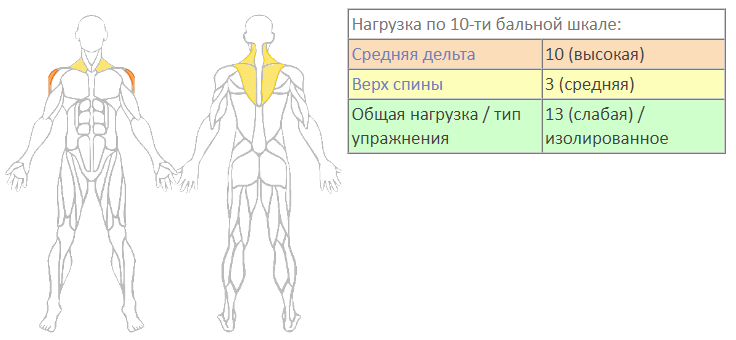 Нагрузка по 10-ти бальной шкале:
Средняя дельта 10 (высокая)
Верх спины 3 (средняя)
Общая нагрузка / тип 13 (слабая) /
упражнения изолированное